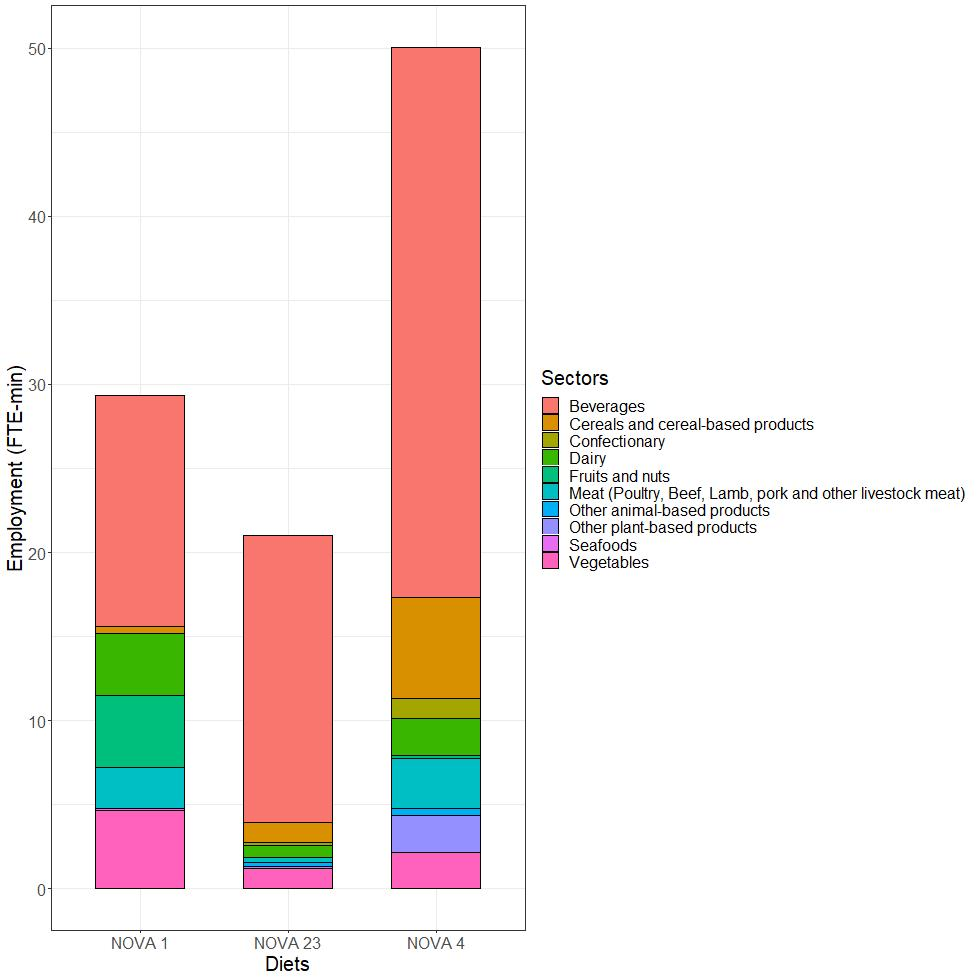 50
40
30
20
10
0
Employment (FTE-min)
NOVA 1
NOVA 23
NOVA 4
Diets
Sectors
Beverages
Cereals and cereal-based products
Confectionary
Dairy
Fruits and nuts
Meat (Poultry, Beef, Lamb, pork and other livestock meat)
Other animal-based products
Other plant-based products
Seafoods
Vegetables